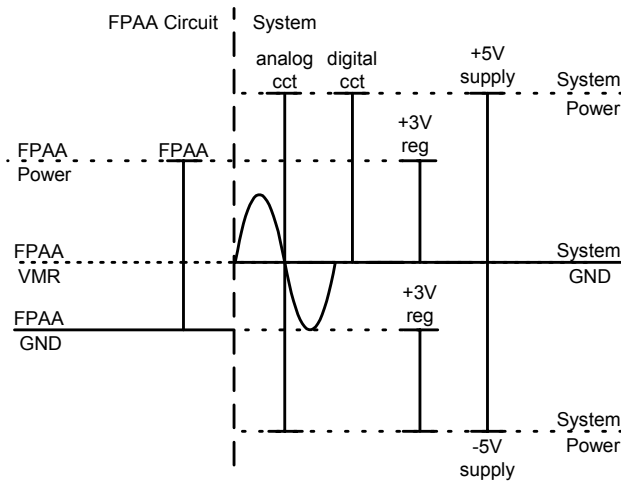 FPAA Circuit
System
analog
cct
digital
cct
+5V
supply
System
Power
+3V
reg
FPAA
Power
FPAA
FPAA
VMR
System
GND
FPAA
GND
+3V
reg
System
Power
-5V
supply